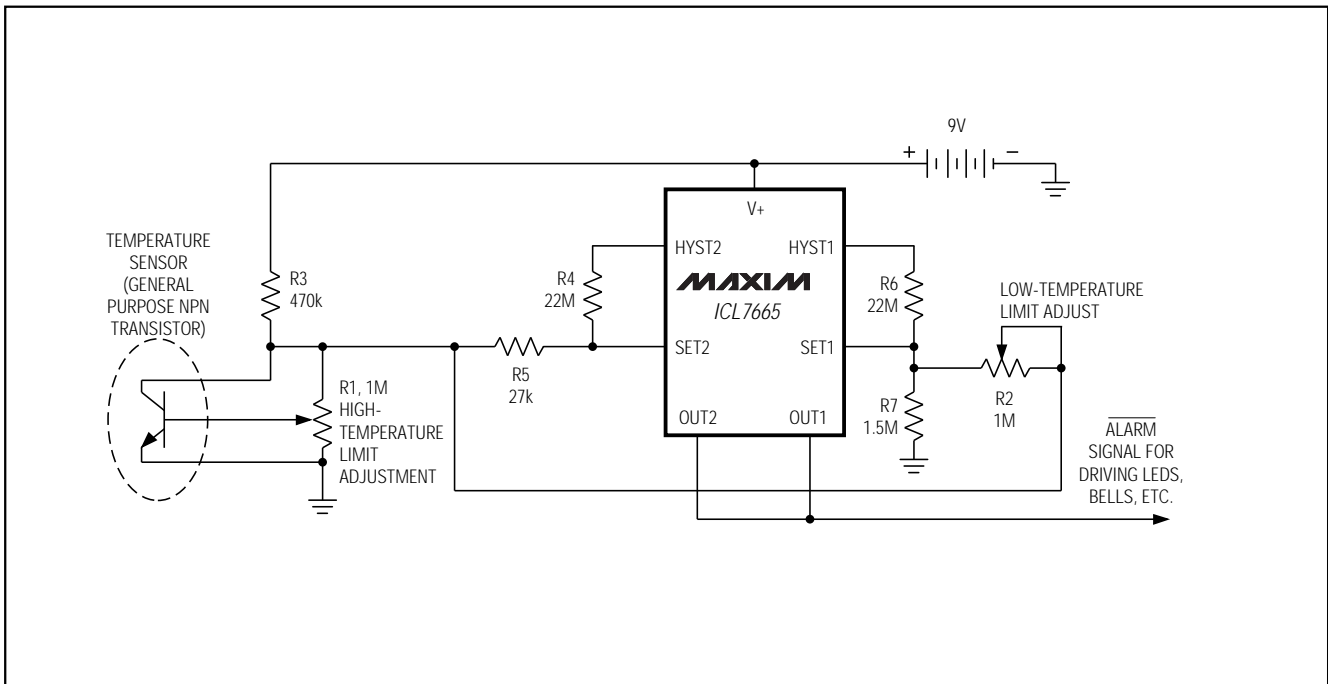 9V
+
−
V+
TEMPERATURE
SENSOR
(GENERAL
PURPOSE NPN
TRANSISTOR)
R3
470k
HYST2
HYST1
R4
22M
MAXIM
ICL7665
R6
22M
LOW-TEMPERATURE
LIMIT ADJUST
SET2
SET1
R5
27k
R1, 1M
HIGH-
TEMPERATURE
LIMIT
ADJUSTMENT
R2
1M
R7
1.5M
OUT2
OUT1
ALARM
SIGNAL FOR
DRIVING LEDS,
BELLS, ETC.